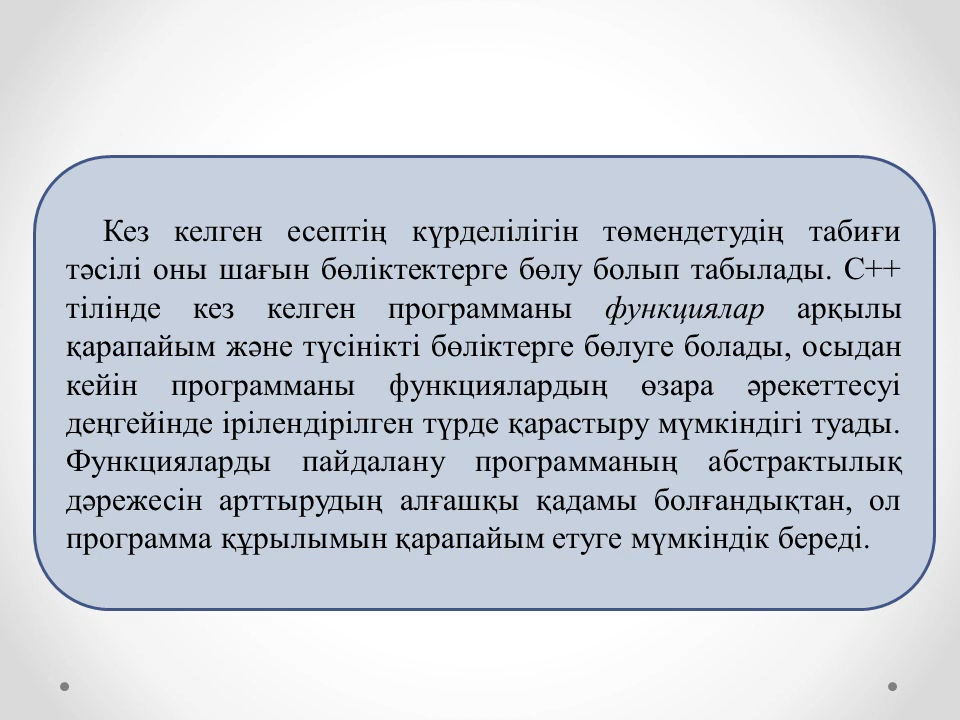 Кез келген есептің күрделілігін төмендетудің табиғи
тәсілі оны шағын бөліктектерге бөлу болып табылады. С++
тілінде кез келген программаны функциялар арқылы
қарапайым және түсінікті бөліктерге бөлуге болады, осыдан
кейін программаны функциялардың өзара әрекеттесуі
деңгейінде ірілендірілген түрде қарастыру мүмкіндігі туады.
Функцияларды пайдалану программаның абстрактылық
дәрежесін арттырудың алғашқы қадамы болғандықтан, ол
программа құрылымын қарапайым етуге мүмкіндік береді.